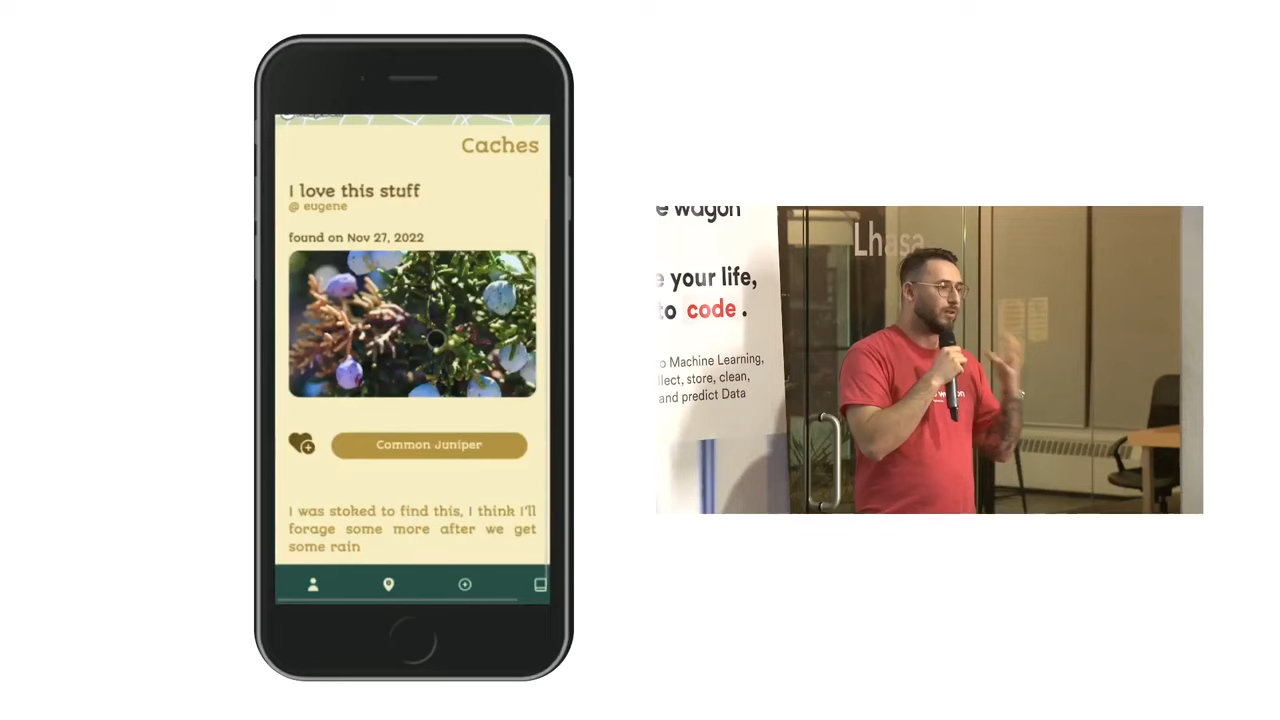 Caches
I love this stuff
@ eugene
found on Nov 27, 2022
Common Juniper
I was stoked to find this, I think I'll
forage some more after we get
some rain
e wagon
e your life,
to code.
o Machine Learning,
llect, store, clean,
and predict Data
Lhasa